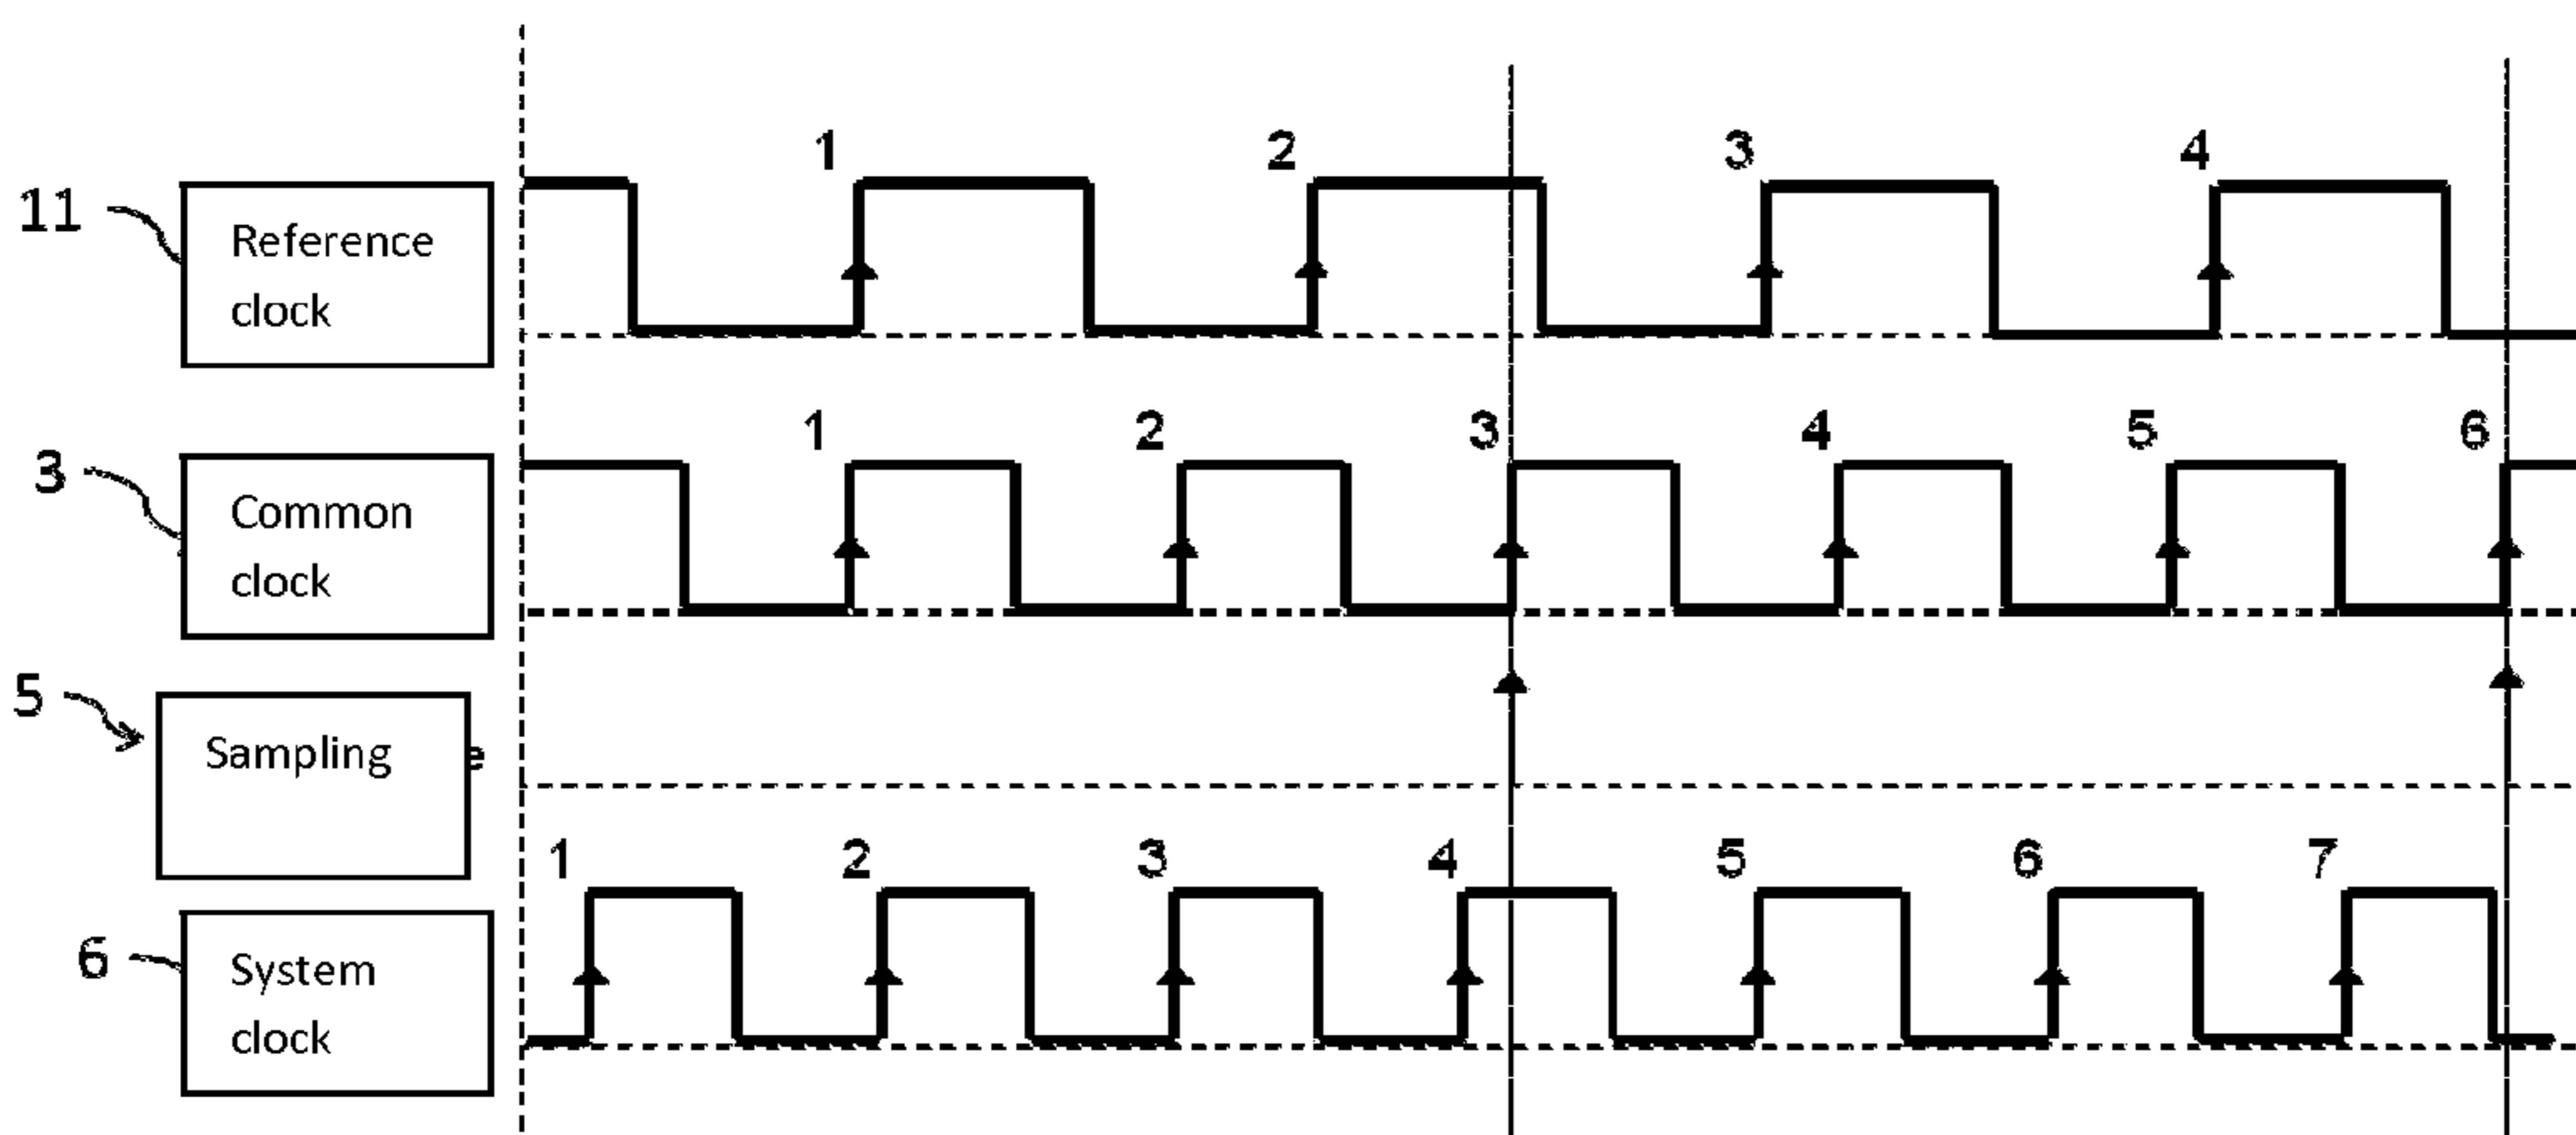 1 2 3 4
11
Reference
clock
1 2 3 4 5 6
3
Common
clock
5
Sampling e
1 2 3 4 5 6 7
6
System
clock